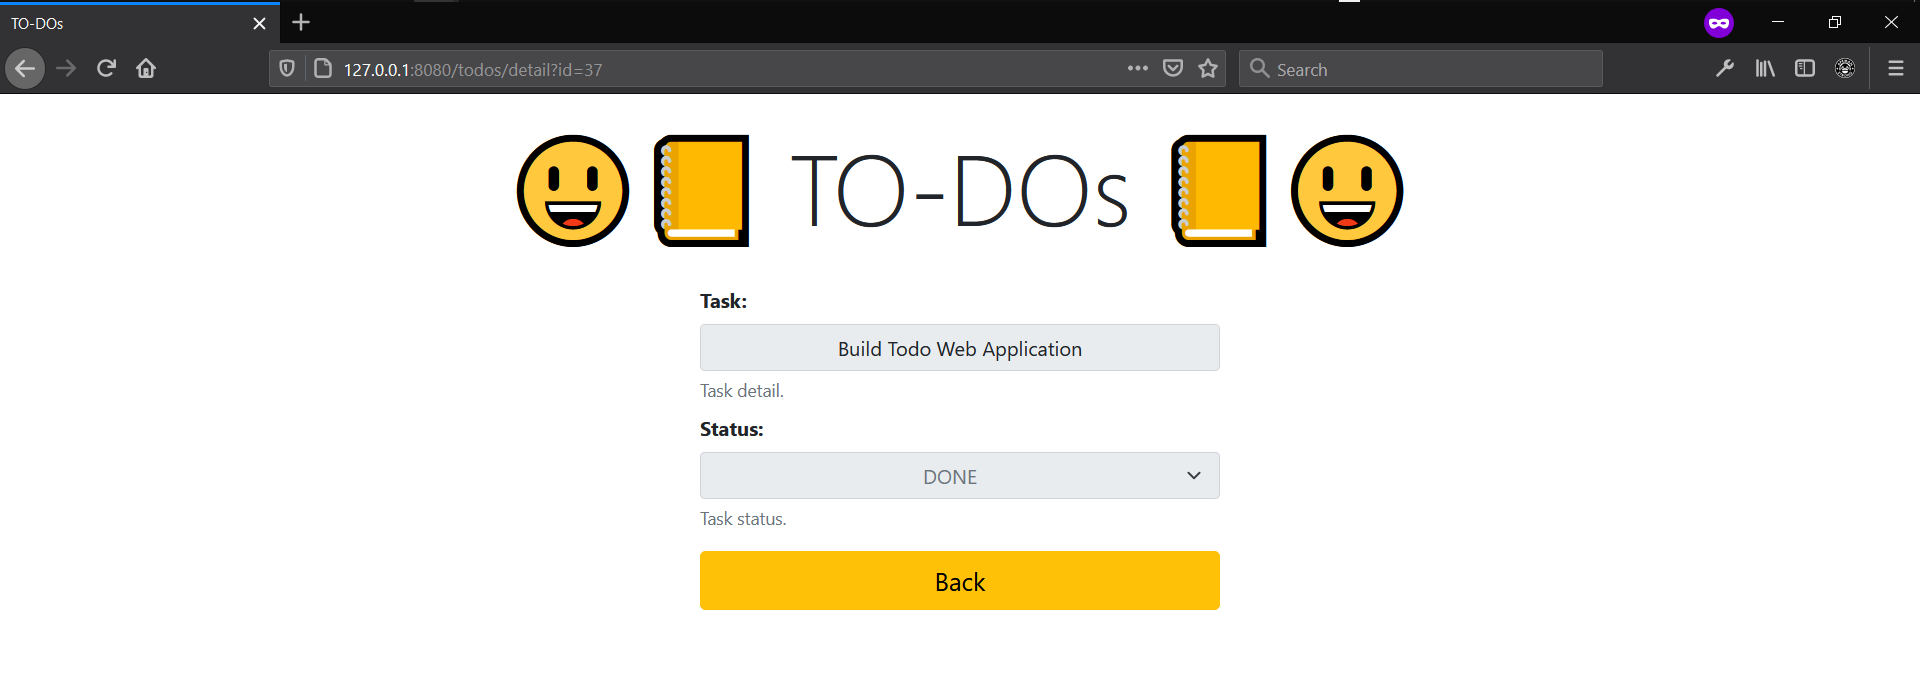 TO-DOs
127.0.0.1:8080/todos/detail?id=37
Search
TO-DOs
Task:
Build Todo Web Application
Task detail.
Status:
DONE
Task status.
Back